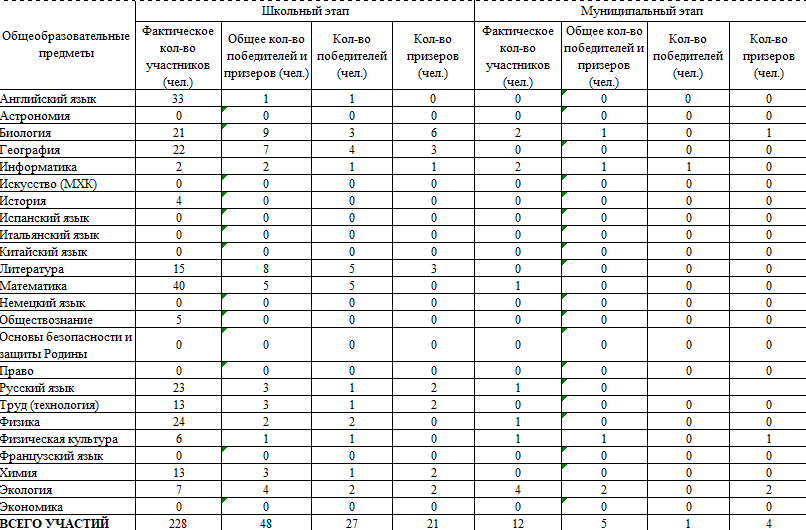 Общеобразовательные предметы Школьный этап Муниципальный этап
Фактическое кол-во участников (чел.) Общее кол-во победителей и призеров (чел.) Кол-во победителей (чел.) Кол-во призеров (чел.) Фактическое кол-во участников (чел.) Общее кол-во победителей и призеров (чел.) Кол-во победителей (чел.) Кол-во призеров (чел.)
Английский язык 33 1 1 0 0 0 0 0
Астрономия 0 0 0 0 0 0 0 0
Биология 21 9 3 6 2 1 0 1
География 22 7 4 3 0 0 0 0
Информатика 2 2 1 1 2 1 1 0
Искусство (МХК) 0 0 0 0 0 0 0 0
История 4 0 0 0 0 0 0 0
Испанский язык 0 0 0 0 0 0 0 0
Итальянский язык 0 0 0 0 0 0 0 0
Китайский язык 0 0 0 0 0 0 0 0
Литература 15 8 5 3 0 0 0 0
Математика 40 5 5 0 1 0 0 0
Немецкий язык 0 0 0 0 0 0 0 0
Обществознание 5 0 0 0 0 0 0 0
Основы безопасности и защиты Родины 0 0 0 0 0 0 0 0
Право 0 0 0 0 0 0 0 0
Русский язык 23 3 1 2 1 0
Труд (технология) 13 3 1 2 0 0 0 0
Физика 24 2 2 0 1 0 0 0
Физическая культура 6 1 1 0 1 1 0 1
Французский язык 0 0 0 0 0 0 0 0
Химия 13 3 1 2 0 0 0 0
Экология 7 4 2 2 4 2 0 2
Экономика 0 0 0 0 0 0 0 0
ВСЕГО УЧАСТИЙ 228 48 27 21 12 5 1 4